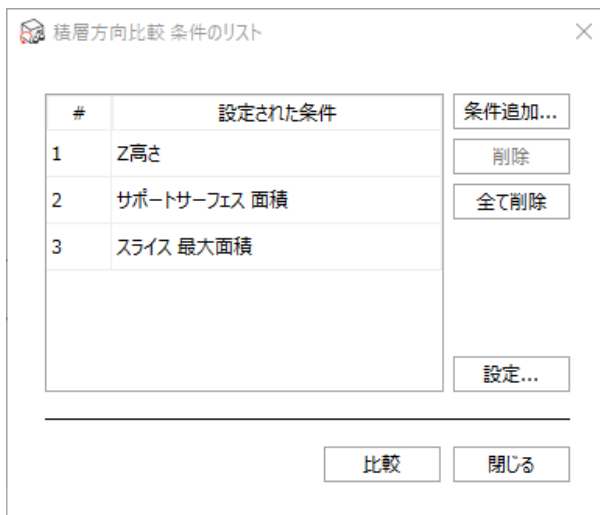 積層方向比較 条件のリスト
# 設定された条件
1 Z高さ
2 サポートサーフェス 面積
3 スライス 最大面積
条件追加...
削除
全て削除
設定...
比較 閉じる